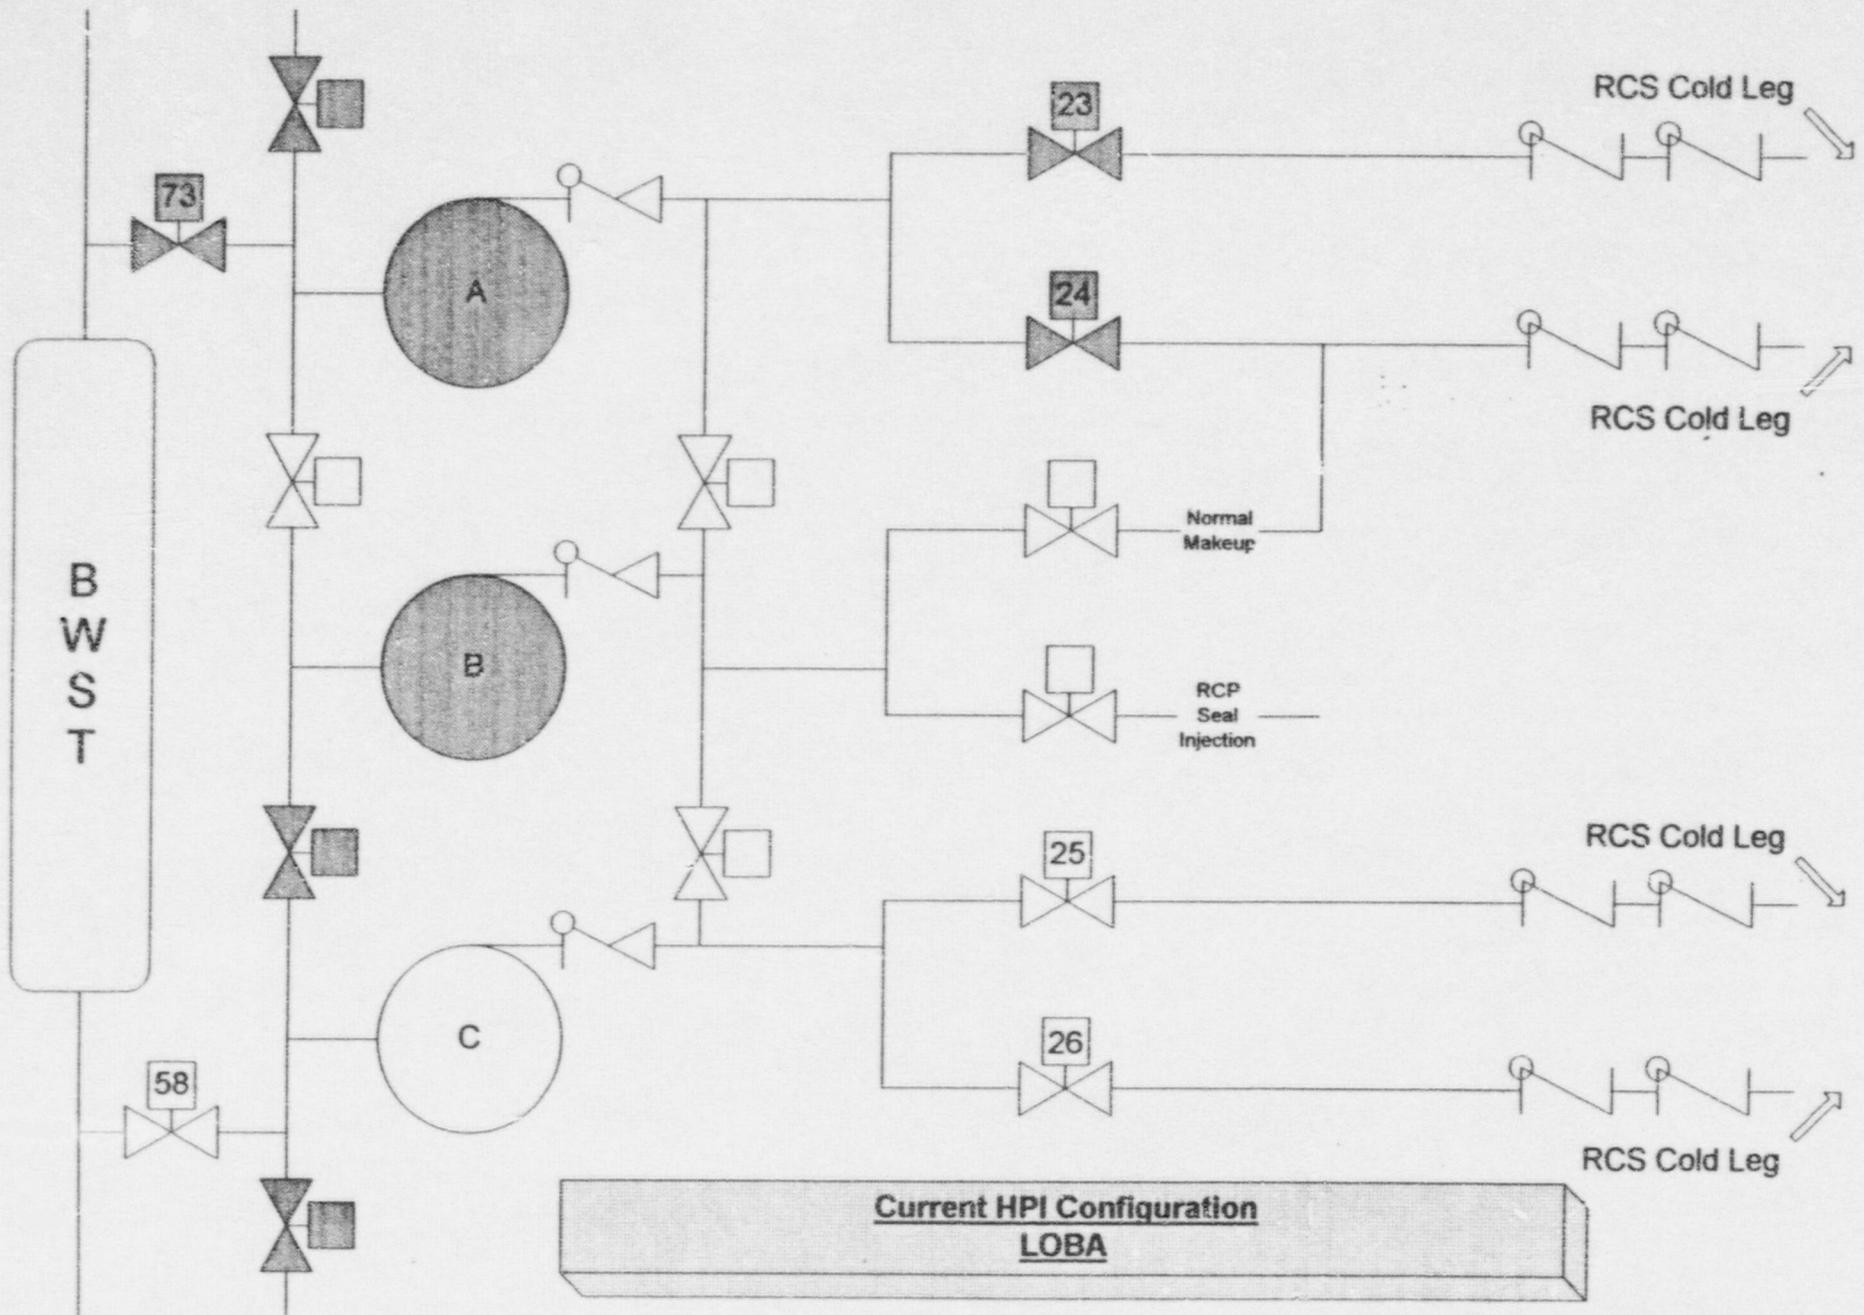 RCS Cold Leg
23
73
A
24
RCS Cold Leg
Normal
Makeup
B
W
S
T
B
RCP
Seal
Injection
25
RCS Cold Leg
C
26
58
RCS Cold Leg
Current HPI Configuration
LOBA